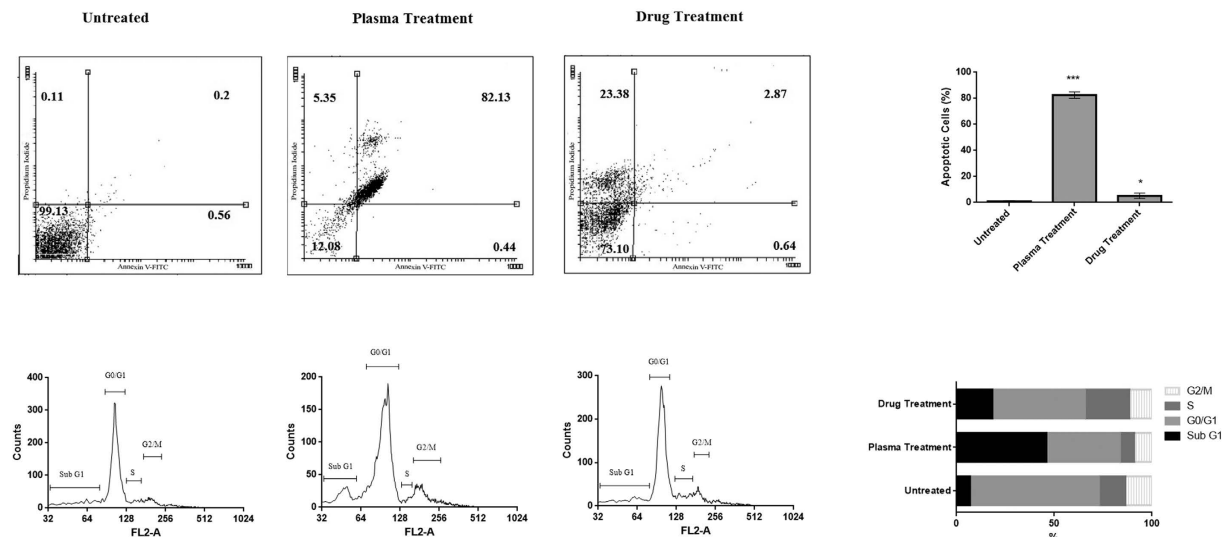 Untreated
Plasma Treatment
Drug Treatment
0.11
0.2
99.13
0.56
Propidium Iodide
Annexin V-FITC
5.35
82.13
12.08
0.44
Propidium Iodide
Annexin V-FITC
23.38
2.87
73.10
0.64
Propidium Iodide
Annexin V-FITC
Apoptotic Cells (%)
100
80
60
40
20
0
***
*
Untreated
Plasma Treatment
Drug Treatment
Counts
400
300
200
100
0
G0/G1
G2/M
Sub G1
S
32 64 128 256 512 1024
FL2-A
Counts
200
150
100
50
0
G0/G1
G2/M
Sub G1
S
32 64 128 256 512 1024
FL2-A
Counts
300
200
100
0
G0/G1
G2/M
Sub G1
S
32 64 128 256 512 1024
FL2-A
Drug Treatment
Plasma Treatment
Untreated
0 50 100
%
G2/M
S
G0/G1
Sub G1